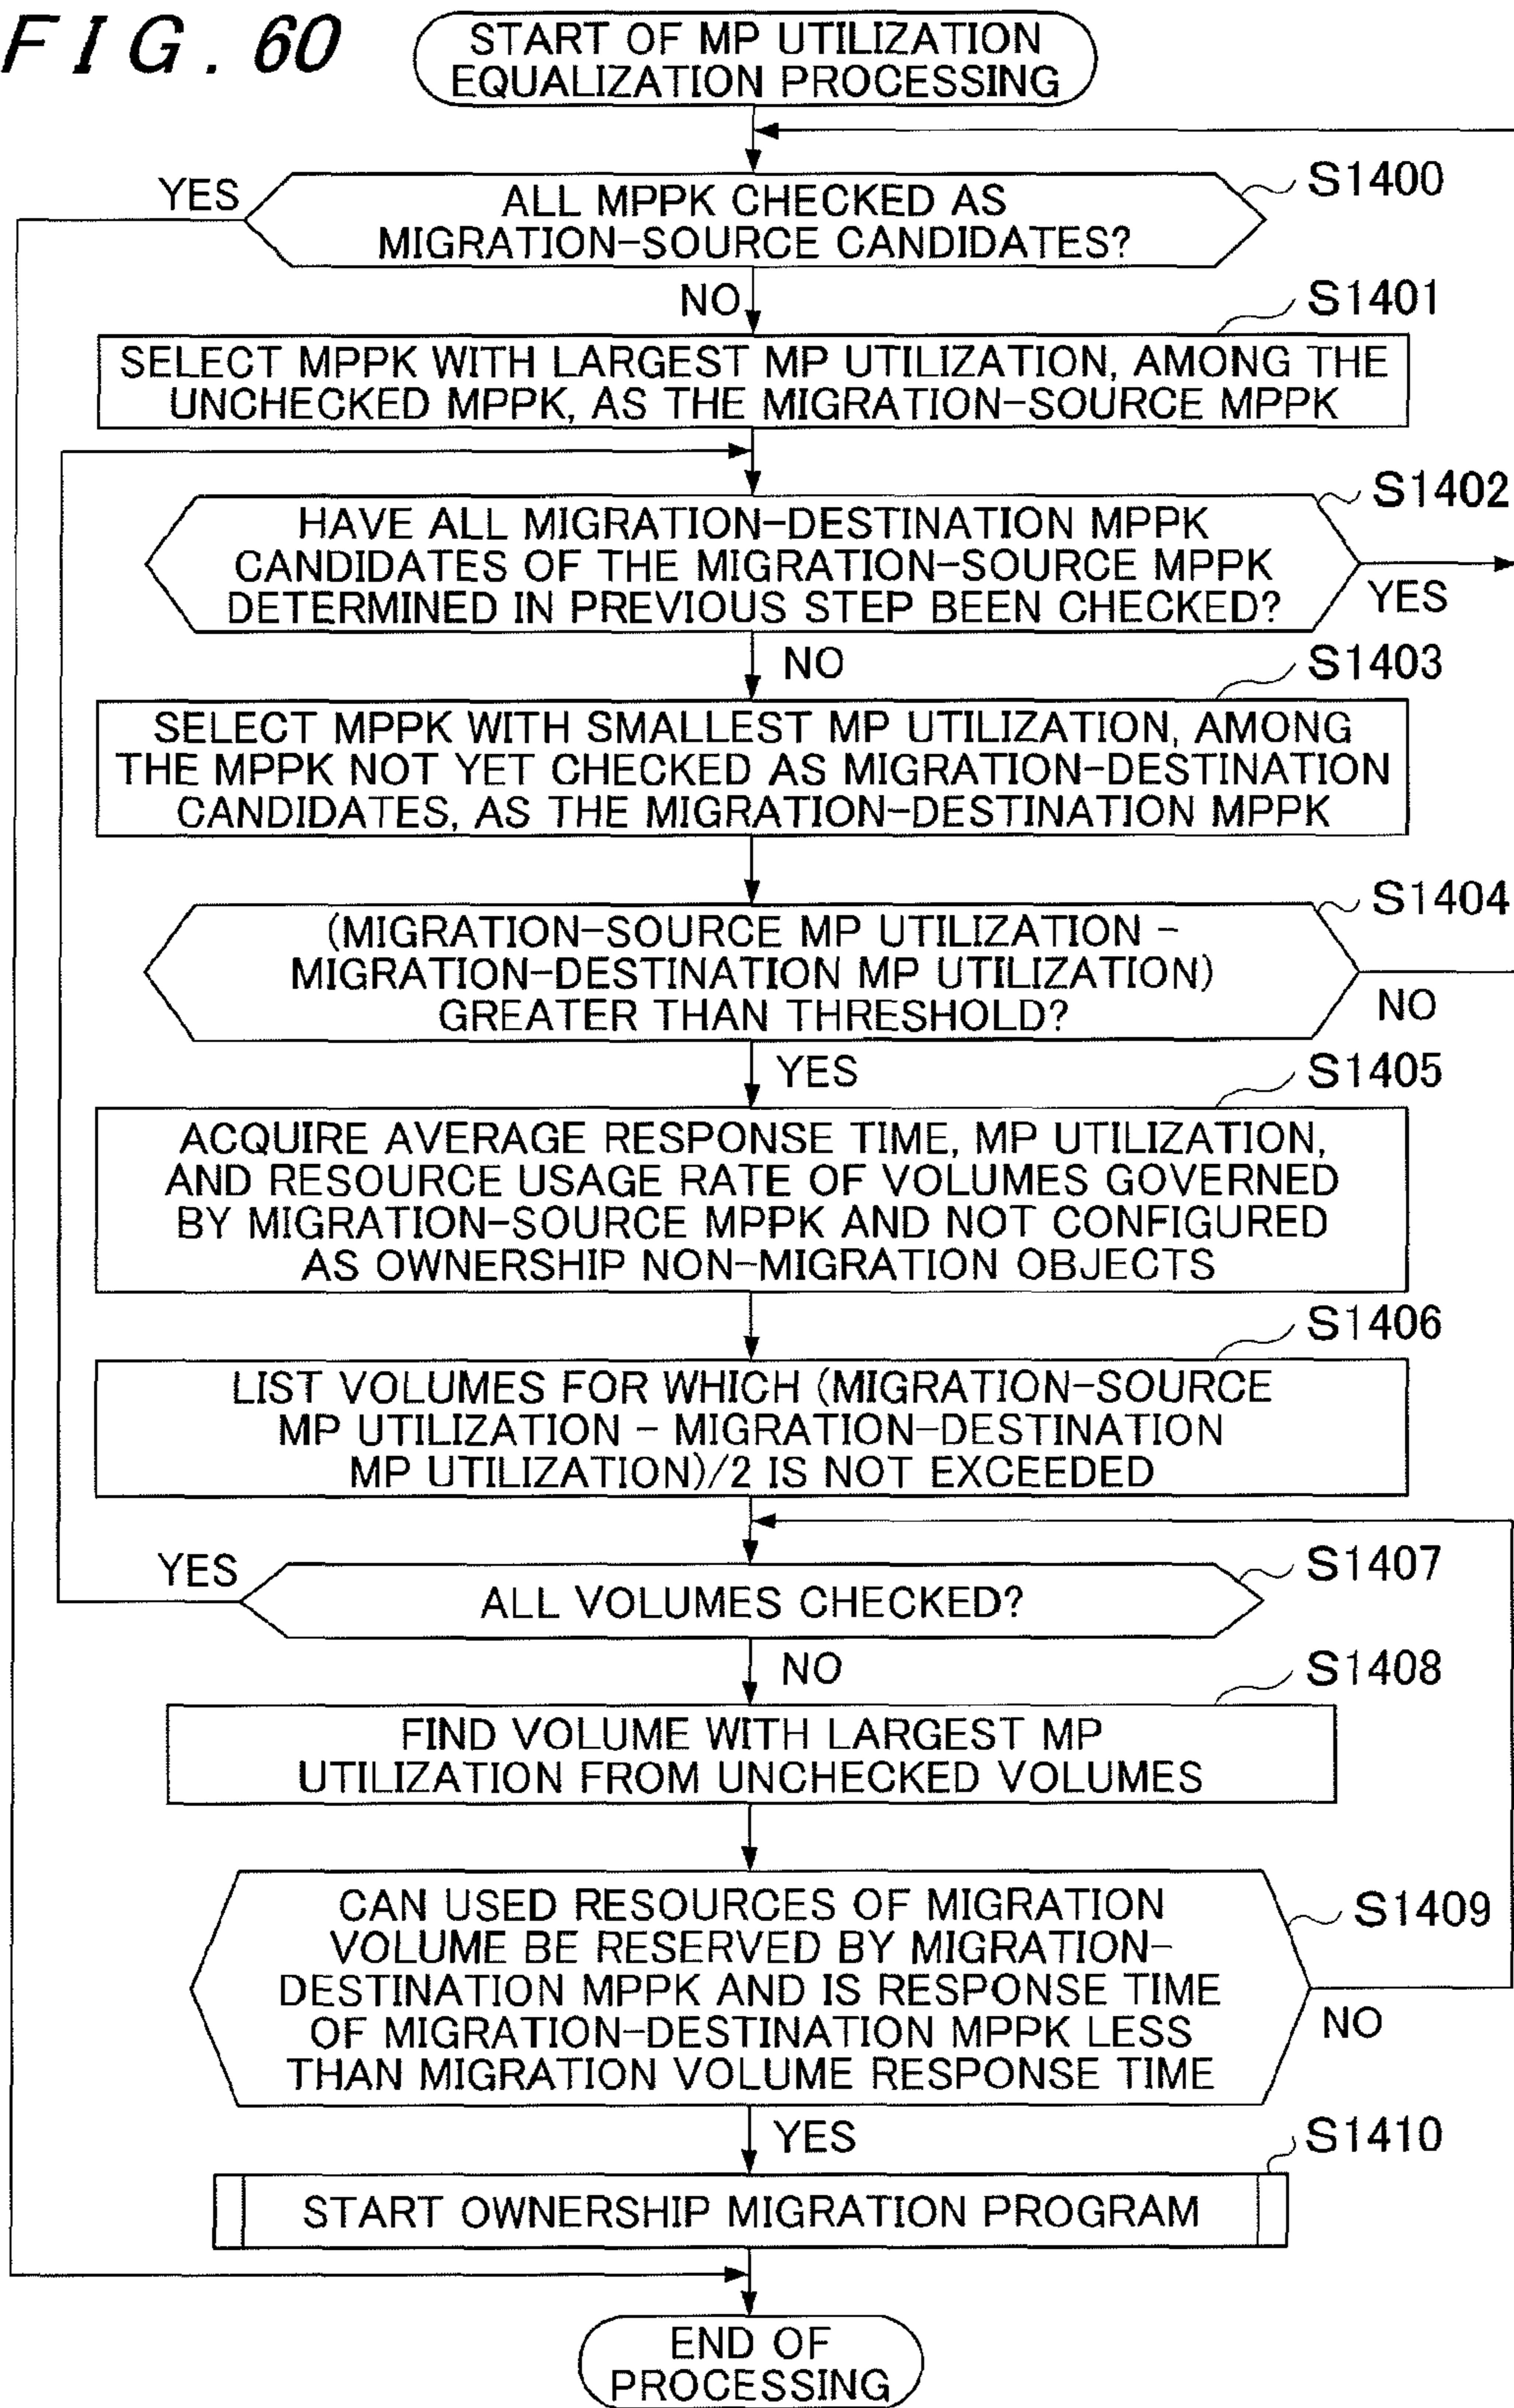 FIG. 60
START OF MP UTILIZATION
EQUALIZATION PROCESSING
YES
ALL MPPK CHECKED AS
MIGRATION-SOURCE CANDIDATES?
S1400
NO
S1401
SELECT MPPK WITH LARGEST MP UTILIZATION, AMONG THE
UNCHECKED MPPK, AS THE MIGRATION-SOURCE MPPK
S1402
HAVE ALL MIGRATION-DESTINATION MPPK
CANDIDATES OF THE MIGRATION-SOURCE MPPK
DETERMINED IN PREVIOUS STEP BEEN CHECKED?
YES
NO
S1403
SELECT MPPK WITH SMALLEST MP UTILIZATION, AMONG
THE MPPK NOT YET CHECKED AS MIGRATION-DESTINATION
CANDIDATES, AS THE MIGRATION-DESTINATION MPPK
S1404
(MIGRATION-SOURCE MP UTILIZATION -
MIGRATION-DESTINATION MP UTILIZATION)
GREATER THAN THRESHOLD?
NO
YES
S1405
ACQUIRE AVERAGE RESPONSE TIME, MP UTILIZATION,
AND RESOURCE USAGE RATE OF VOLUMES GOVERNED
BY MIGRATION-SOURCE MPPK AND NOT CONFIGURED
AS OWNERSHIP NON-MIGRATION OBJECTS
S1406
LIST VOLUMES FOR WHICH (MIGRATION-SOURCE
MP UTILIZATION - MIGRATION-DESTINATION
MP UTILIZATION)/2 IS NOT EXCEEDED
YES
S1407
ALL VOLUMES CHECKED?
NO
S1408
FIND VOLUME WITH LARGEST MP
UTILIZATION FROM UNCHECKED VOLUMES
CAN USED RESOURCES OF MIGRATION
VOLUME BE RESERVED BY MIGRATION-
DESTINATION MPPK AND IS RESPONSE TIME
OF MIGRATION-DESTINATION MPPK LESS
THAN MIGRATION VOLUME RESPONSE TIME
S1409
NO
YES
S1410
START OWNERSHIP MIGRATION PROGRAM
END OF
PROCESSING